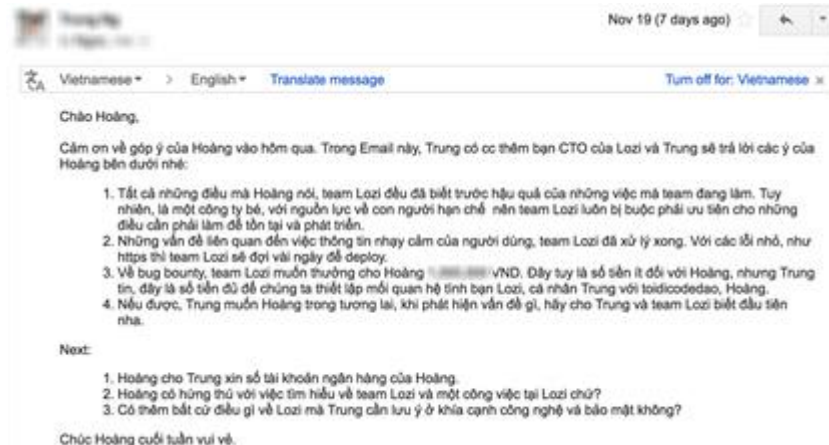 Nov 19 (7 days ago)
Vietnamese > English Translate message Turn off for: Vietnamese x
Chào Hoàng,
Cảm ơn về góp ý của Hoàng vào hôm qua. Trong Email này, Trung có cc thêm bạn CTO của Lozi và Trung sẽ trả lời các ý của
Hoàng bên dưới nhé:
1. Tất cả những điều mà Hoàng nói, team Lozi đều đã biết trước hậu quả của những việc mà team đang làm. Tuy
nhiên, là một công ty bé, với nguồn lực về con người hạn chế nên team Lozi luôn bị buộc phải ưu tiên cho những
điều cần phải làm để tồn tại và phát triển.
2. Những vấn đề liên quan đến việc thông tin nhạy cảm của người dùng, team Lozi đã xử lý xong. Với các lỗi nhỏ, như
https thì team Lozi sẽ đợi vài ngày để deploy.
3. Về bug bounty, team Lozi muốn thưởng cho Hoàng VND. Đây tuy là số tiền ít đối với Hoàng, nhưng Trung
tin, đây là số tiền đủ để chúng ta thiết lập mối quan hệ tình bạn Lozi, cá nhân Trung với toidicodedao, Hoàng.
4. Nếu được, Trung muốn Hoàng trong tương lai, khi phát hiện vấn đề gì, hãy cho Trung và team Lozi biết đầu tiên
nha.
Next:
1. Hoàng cho Trung xin số tài khoản ngân hàng của Hoàng.
2. Hoàng có hứng thú với việc tìm hiểu về team Lozi và một công việc tại Lozi chứ?
3. Có thêm bất cứ điều gì về Lozi mà Trung cần lưu ý ở khía cạnh công nghệ và bảo mật không?
Chúc Hoàng cuối tuần vui vẻ.